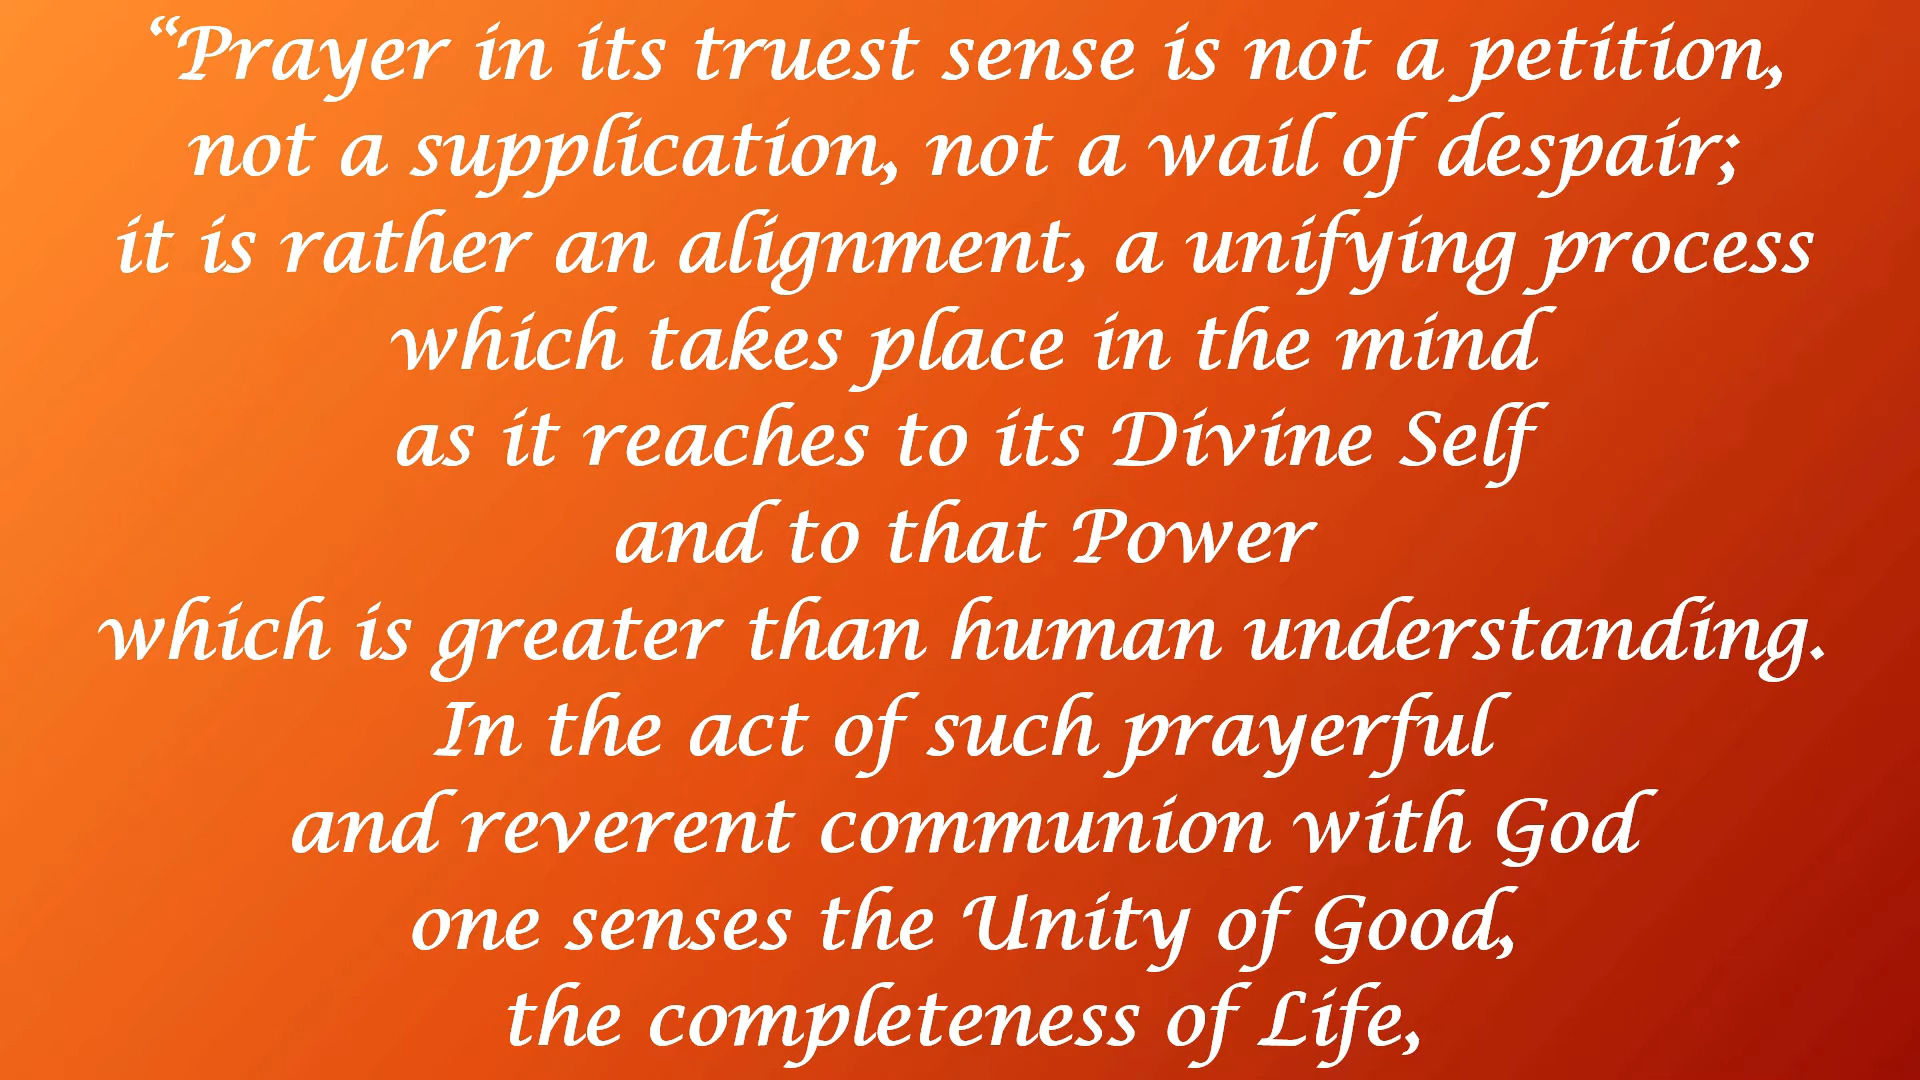 “Prayer in its truest sense is not a petition,
not a supplication, not a wail of despair;
it is rather an alignment, a unifying process
which takes place in the mind
as it reaches to its Divine Self
and to that Power
which is greater than human understanding.
In the act of such prayerful
and reverent communion with God
one senses the Unity of Good,
the completeness of Life,